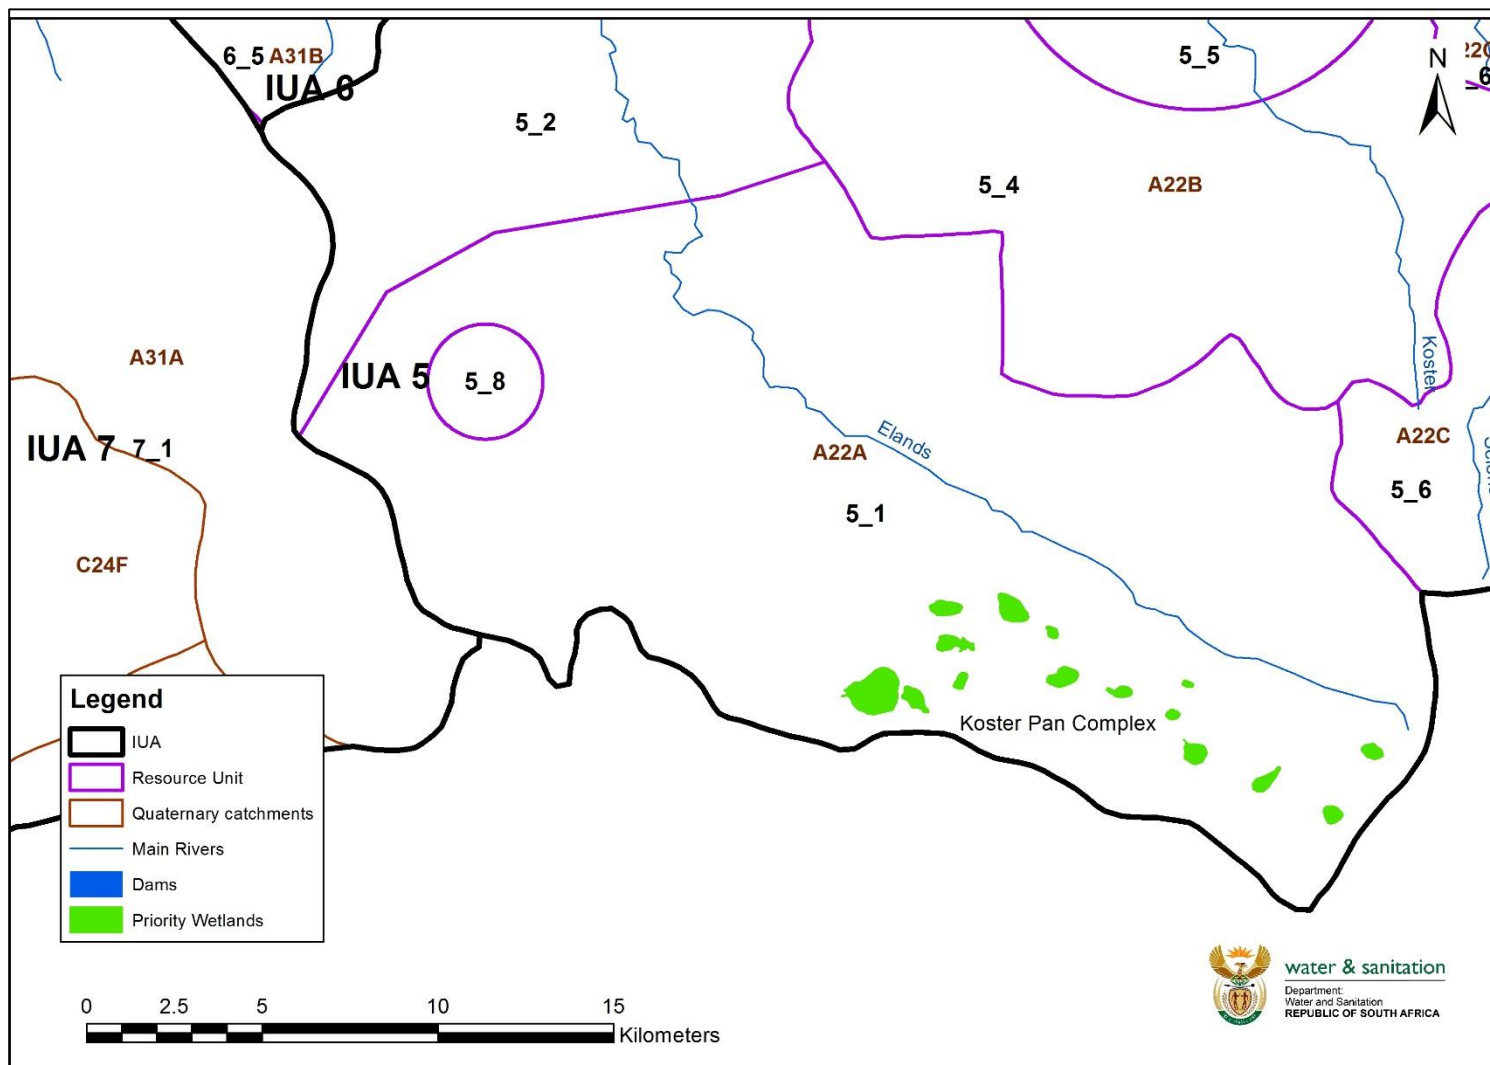 6_5 A31B
IUA 6
5_2
5_5
N
5_4
A22B
A31A
IUA 5
5_8
Koster
IUA 7 7_1
A22A
Elands
A22C
5_1
5_6
C24F
Koster Pan Complex
Legend
IUA
Resource Unit
Quaternary catchments
Main Rivers
Dams
Priority Wetlands
0 2.5 5 10 15
Kilometers
water & sanitation
Department:
Water and Sanitation
REPUBLIC OF SOUTH AFRICA